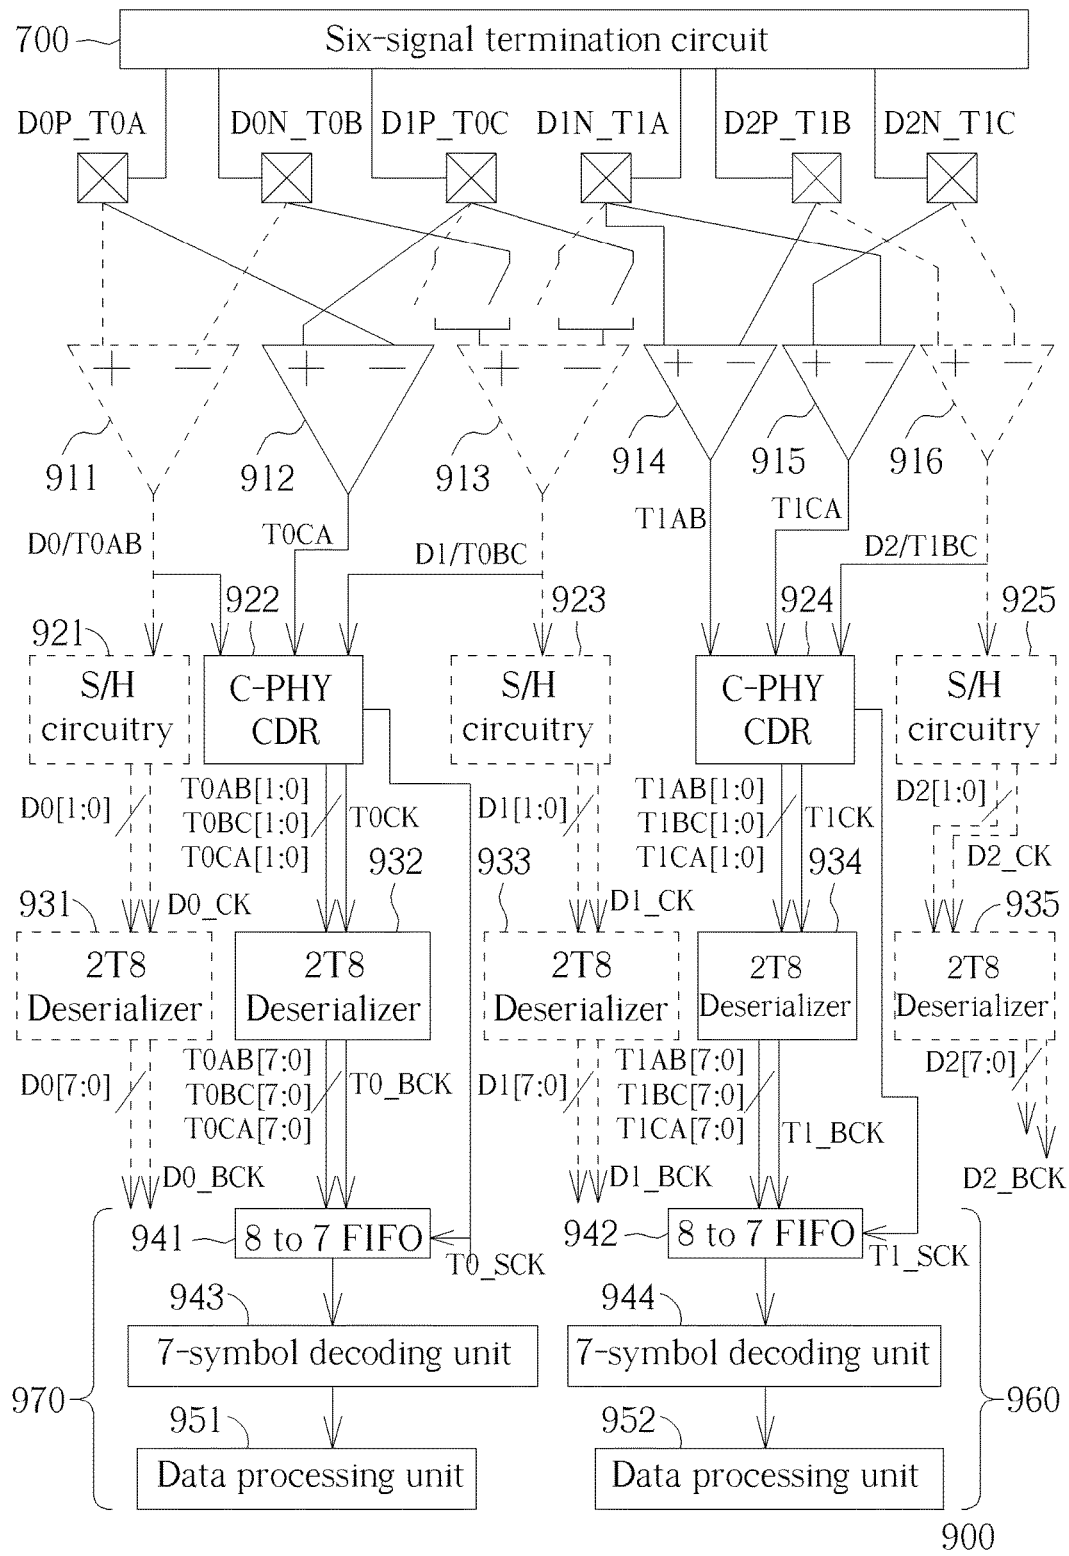 700
Six-signal termination circuit
D0P_T0A
D0N_T0B
D1P_T0C
D1N_T1A
D2P_T1B
D2N_T1C
+ −
+ −
+ −
+ −
+ −
+ −
911
912
913
914
915
916
D0/T0AB
T0CA
D1/T0BC
T1AB
T1CA
D2/T1BC
921
922
923
924
925
S/H
circuitry
C-PHY
CDR
S/H
circuitry
C-PHY
CDR
S/H
circuitry
D0[1:0]
T0AB[1:0]
T0BC[1:0]
T0CA[1:0]
T0CK
D1[1:0]
T1AB[1:0]
T1BC[1:0]
T1CA[1:0]
T1CK
D2[1:0]
D2_CK
931
D0_CK
932
933
D1_CK
934
935
2T8
Deserializer
2T8
Deserializer
2T8
Deserializer
2T8
Deserializer
2T8
Deserializer
D0[7:0]
T0AB[7:0]
T0BC[7:0]
T0CA[7:0]
T0_BCK
D1[7:0]
T1AB[7:0]
T1BC[7:0]
T1CA[7:0]
T1_BCK
D2[7:0]
D0_BCK
D1_BCK
D2_BCK
941
8 to 7 FIFO
T0_SCK
942
8 to 7 FIFO
T1_SCK
943
7-symbol decoding unit
944
7-symbol decoding unit
970
960
951
Data processing unit
952
Data processing unit
900